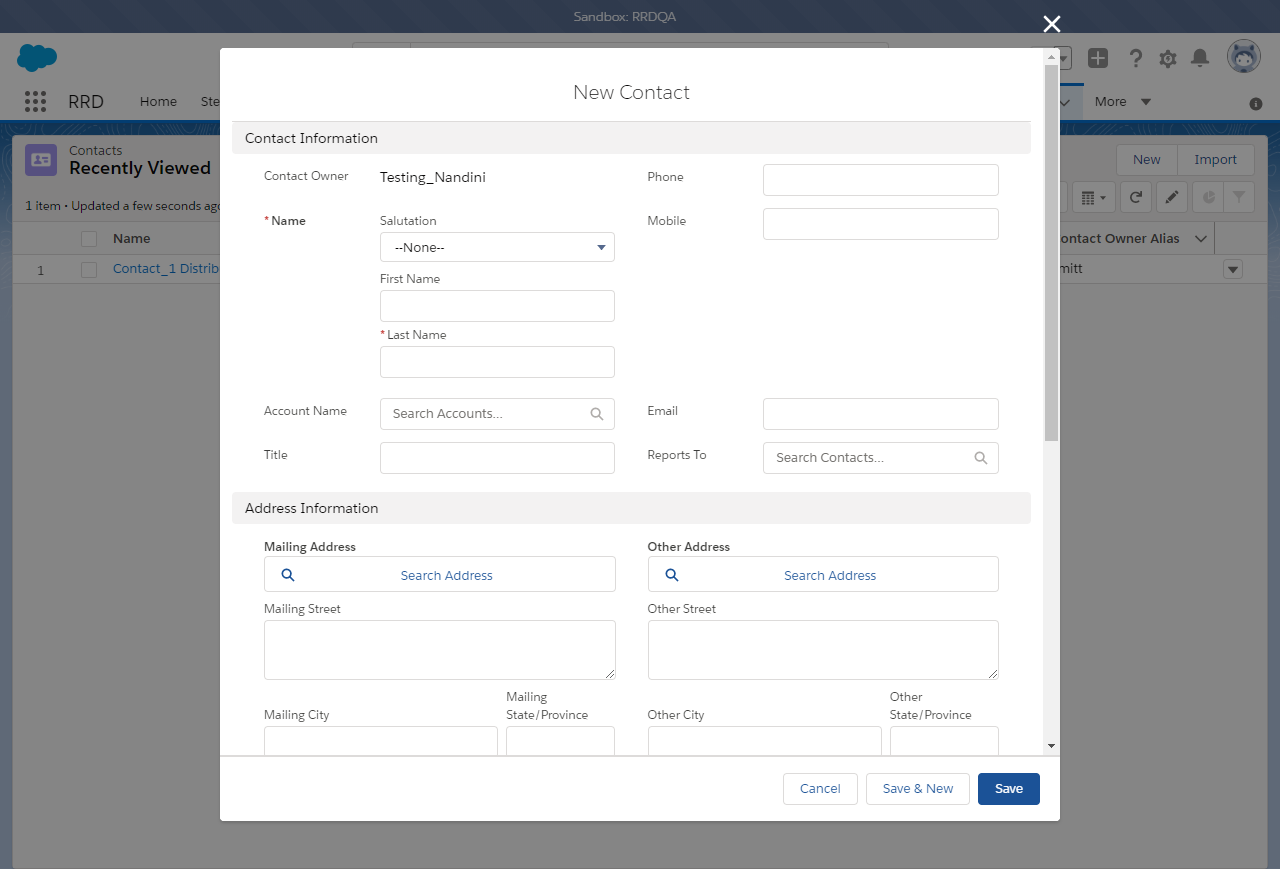 Sandbox: RRDQA
RRD
Home
More
Contacts
Recently Viewed
New
Import
1 item • Updated a few seconds ago
Name
Contact Owner Alias
1
Contact_1
New Contact
Contact Information
Contact Owner
Testing_Nandini
Phone
*Name
Salutation
Mobile
--None--
First Name
*Last Name
Account Name
Search Accounts...
Email
Title
Reports To
Search Contacts...
Address Information
Mailing Address
Other Address
Search Address
Search Address
Mailing Street
Other Street
Mailing City
Mailing
State/Province
Other City
Other
State/Province
Cancel
Save & New
Save